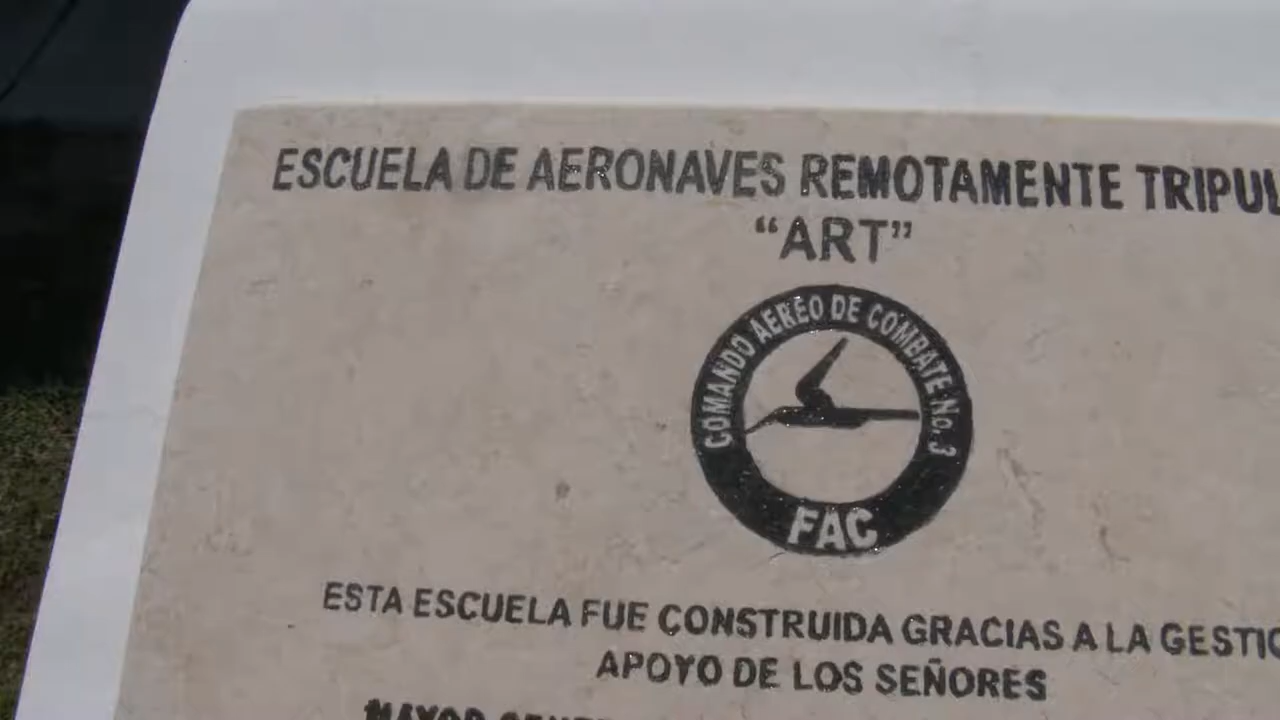 ESCUELA DE AERONAVES REMOTAMENTE TRIPUL
“ART”
COMANDO AEREO DE COMBATE No. 3
FAC
ESTA ESCUELA FUE CONSTRUIDA GRACIAS A LA GESTIO
APOYO DE LOS SEÑORES
MAYOR